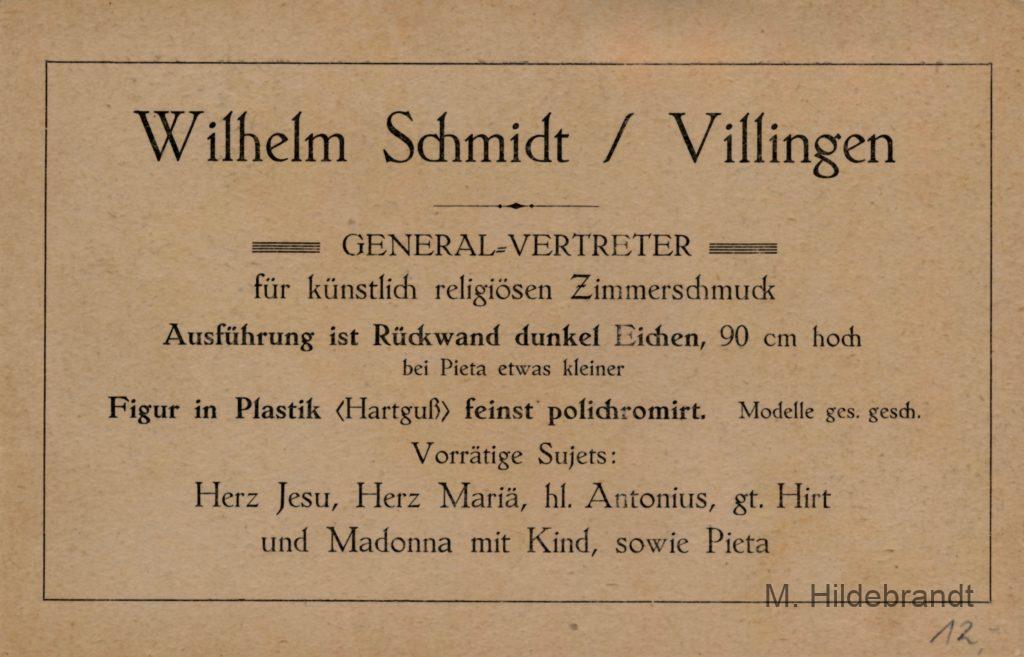 Wilhelm Schmidt / Villingen
GENERAL-VERTRETER
für künstlich religiösen Zimmerschmuck
Ausführung ist Rückwand dunkel Eichen, 90 cm hoch
bei Pieta etwas kleiner
Figur in Plastik (Hartguß) feinst polichromirt. Modelle ges. gesch.
Vorrätige Sujets:
Herz Jesu, Herz Mariä, hl. Antonius, gt. Hirt
und Madonna mit Kind, sowie Pieta
M. Hildebrandt
12,-